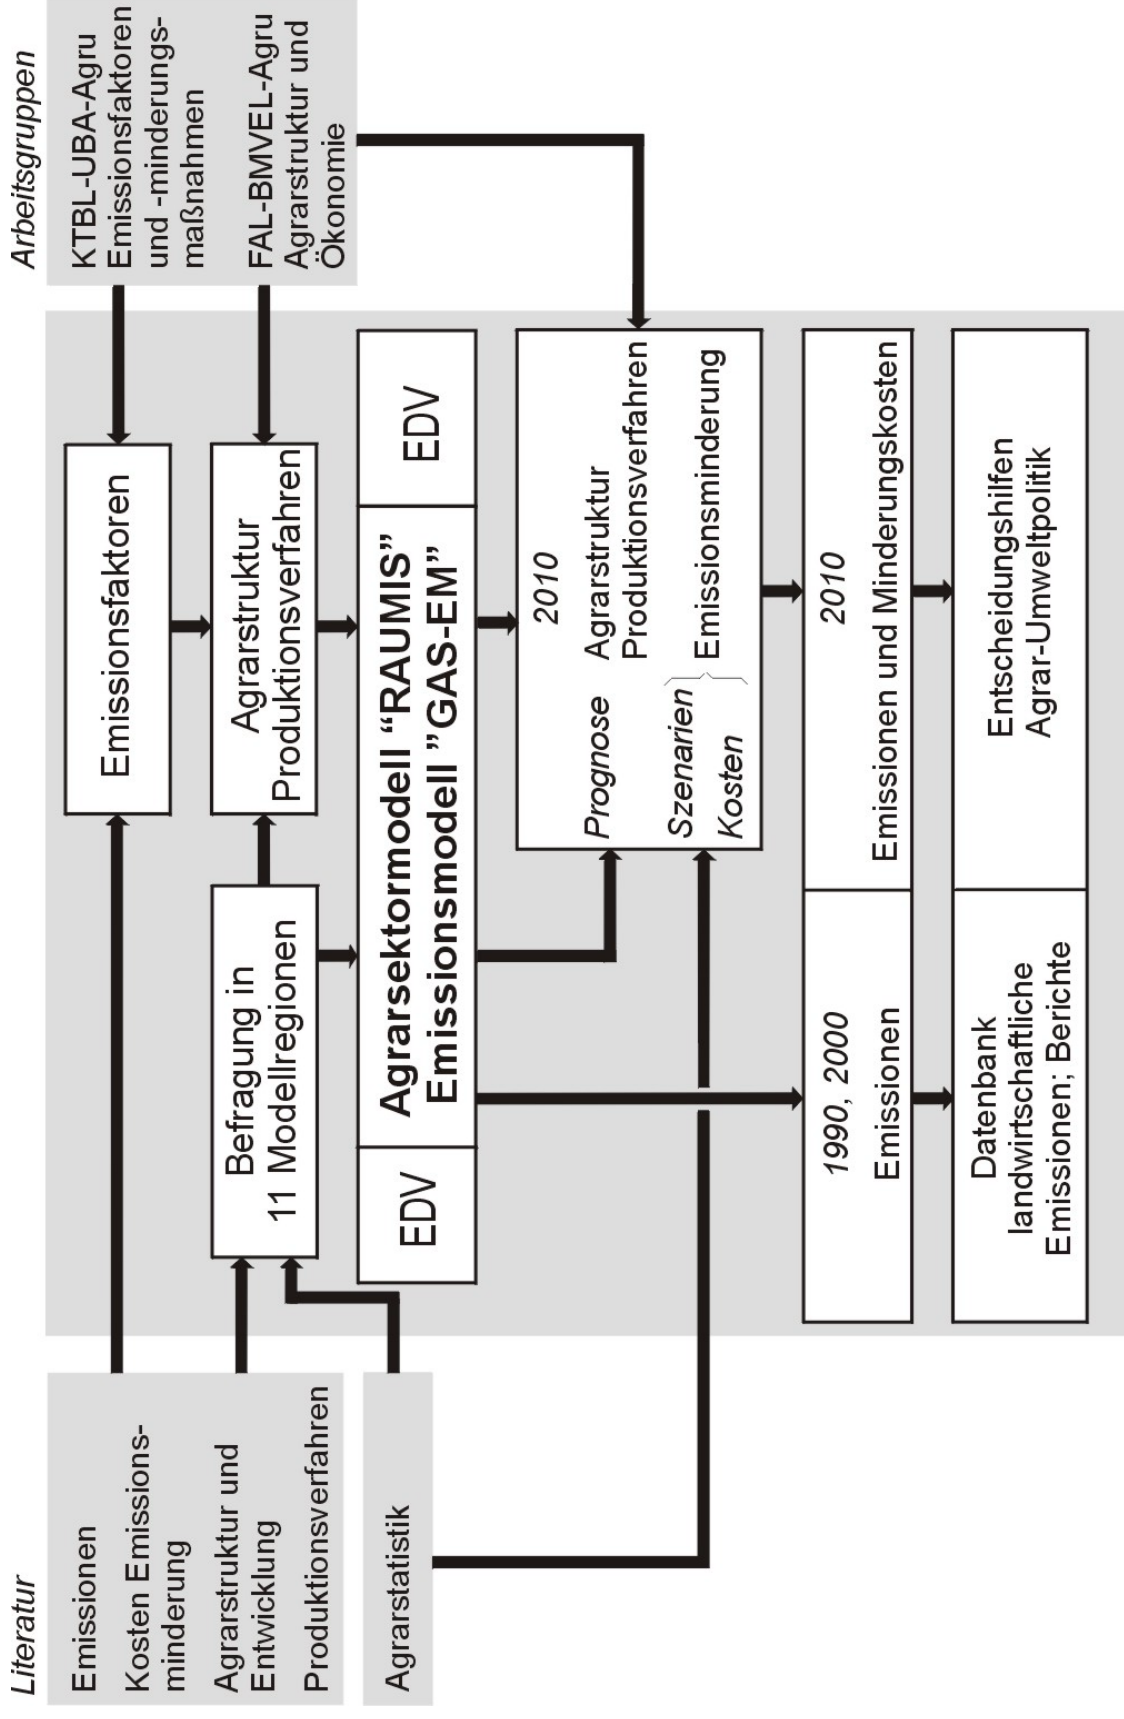 Literatur
Emissionen
Kosten Emissions-
minderung
Agrarstruktur und
Entwicklung
Produktionsverfahren
Agrarstatistik
Arbeitsgruppen
KTBL-UBA-Agru
Emissionsfaktoren
und -minderungs-
maßnahmen
FAL-BMVEL-Agru
Agrarstruktur und
Ökonomie
Emissionsfaktoren
Befragung in
11 Modellregionen
Agrarstruktur
Produktionsverfahren
EDV
Agrarsektormodell “RAUMIS”
Emissionsmodell ”GAS-EM”
EDV
2010
Prognose Agrarstruktur
Produktionsverfahren
Szenarien
Emissionsminderung
Kosten
1990, 2000
Emissionen
2010
Emissionen und Minderungskosten
Datenbank
landwirtschaftliche
Emissionen; Berichte
Entscheidungshilfen
Agrar-Umweltpolitik